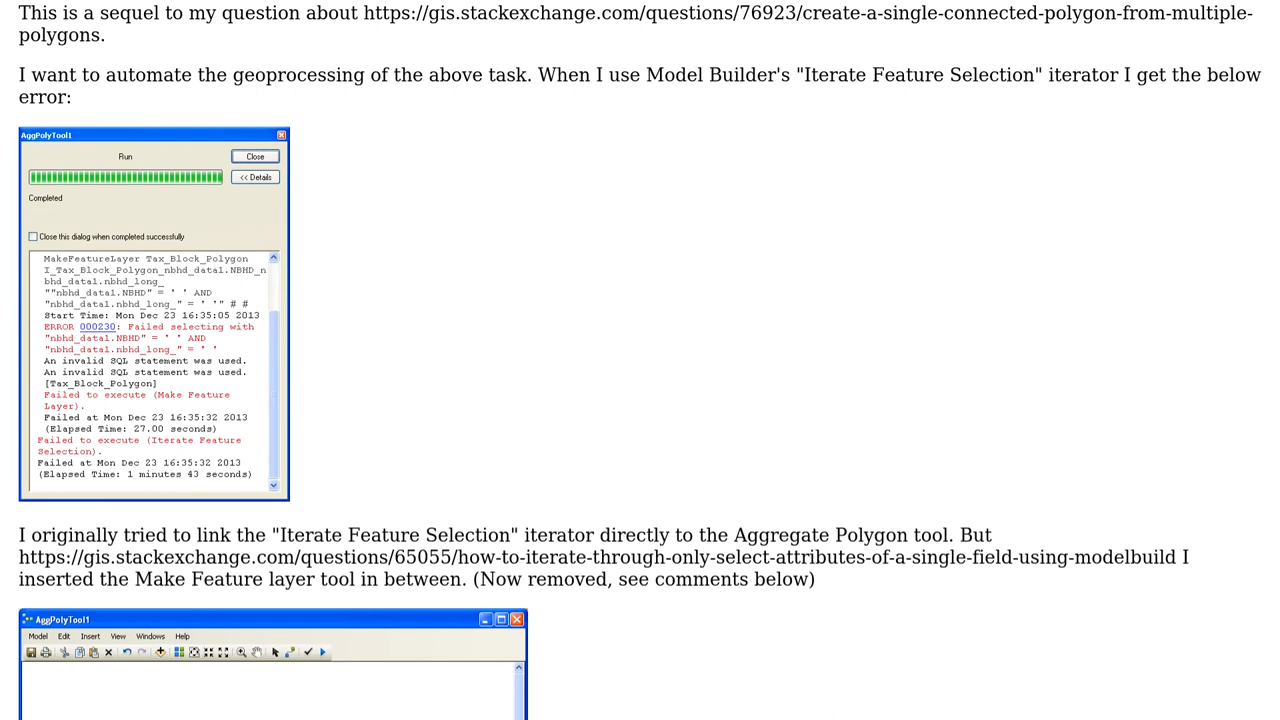 This is a sequel to my question about https://gis.stackexchange.com/questions/76923/create-a-single-connected-polygon-from-multiple-
polygons.
I want to automate the geoprocessing of the above task. When I use Model Builder's "Iterate Feature Selection" iterator I get the below
error:
AggPolyTool1
Run
Close
<< Details
Completed
Close this dialog when completed successfully
MakeFeatureLayer Tax_Block_Polygon
I_Tax_Block_Polygon_nbhd_data1.NBHD_n
bhd_data1.nbhd_long_
""nbhd_data1.NBHD" = ' ' AND
"nbhd_data1.nbhd_long_" = ' '" # #
Start Time: Mon Dec 23 16:35:05 2013
ERROR 000230: Failed selecting with
"nbhd_data1.NBHD" = ' ' AND
"nbhd_data1.nbhd_long_" = ' '
An invalid SQL statement was used.
An invalid SQL statement was used.
[Tax_Block_Polygon]
Failed to execute (Make Feature
Layer).
Failed at Mon Dec 23 16:35:32 2013
(Elapsed Time: 27.00 seconds)
Failed to execute (Iterate Feature
Selection).
Failed at Mon Dec 23 16:35:32 2013
(Elapsed Time: 1 minutes 43 seconds)
I originally tried to link the "Iterate Feature Selection" iterator directly to the Aggregate Polygon tool. But
https://gis.stackexchange.com/questions/65055/how-to-iterate-through-only-select-attributes-of-a-single-field-using-modelbuild I
inserted the Make Feature layer tool in between. (Now removed, see comments below)
AggPolyTool1
Model Edit Insert View Windows Help